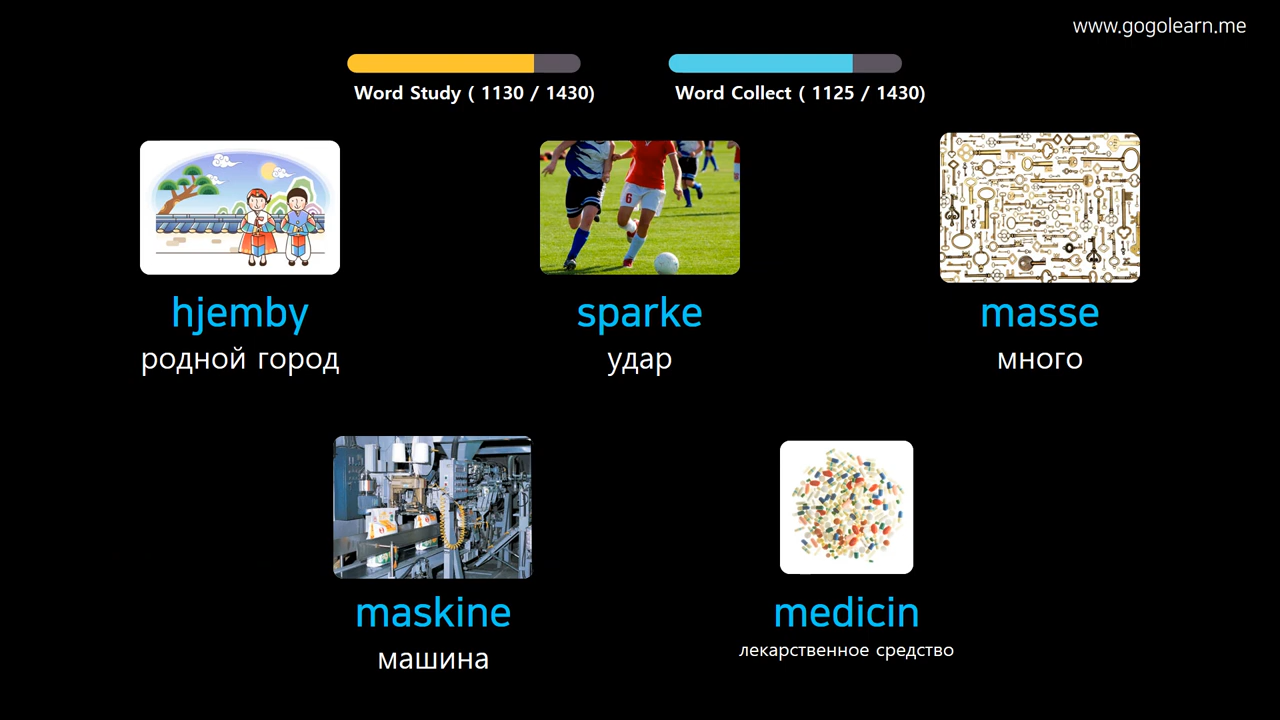 www.gogolearn.me
Word Study ( 1130 / 1430)
Word Collect ( 1125 / 1430)
hjemby
родной город
sparke
удар
masse
много
maskine
машина
medicin
лекарственное средство